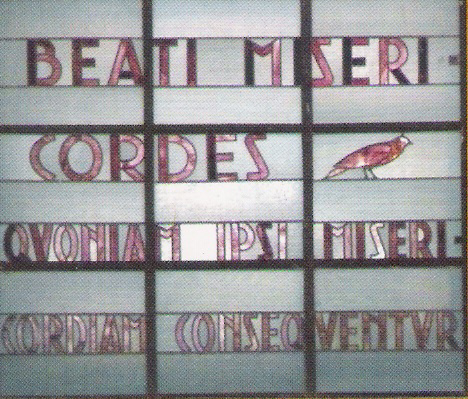 BEATI MISERI-
CORDES
QVONIAM IPSI MISERI-
CORDIAM CONSEQVENTVR